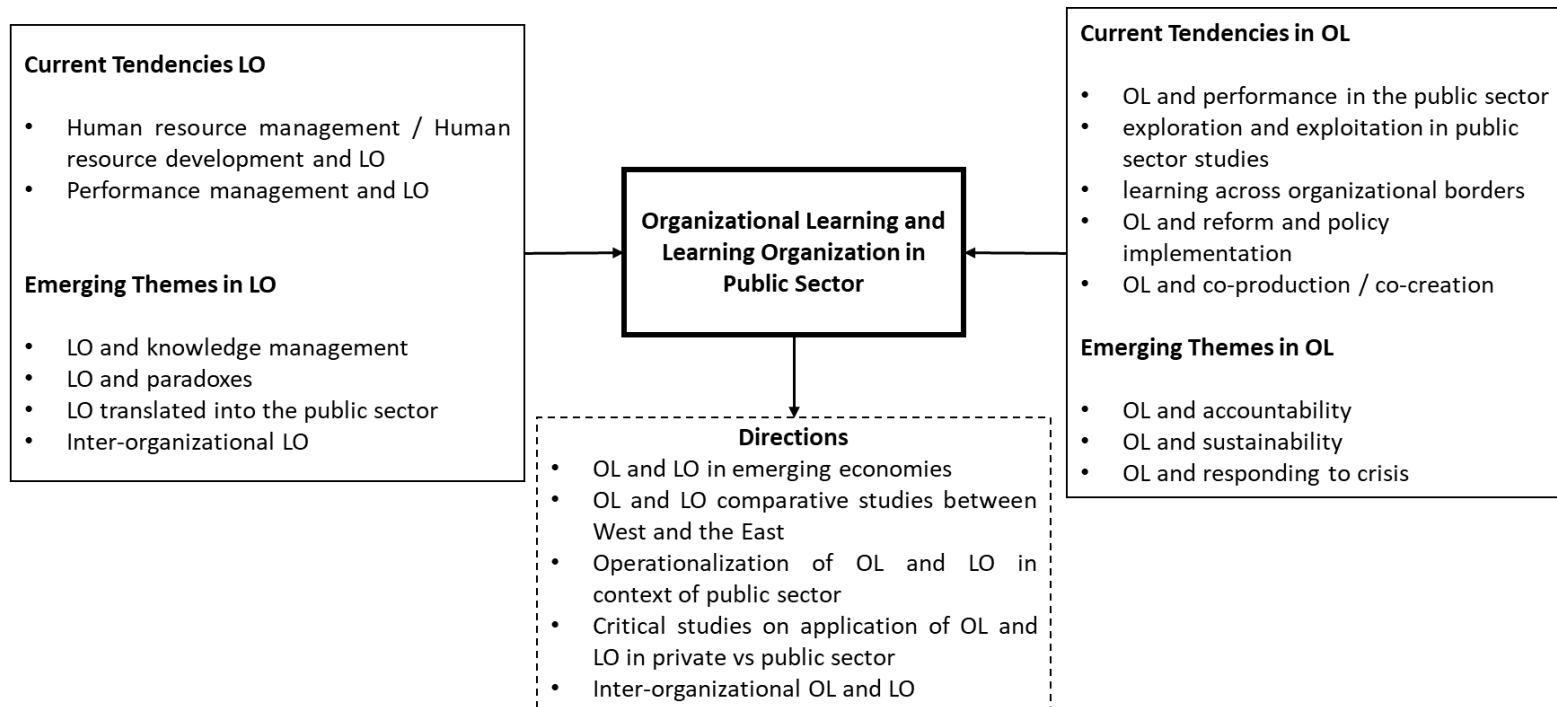 Current Tendencies LO
• Human resource management / Human
resource development and LO
• Performance management and LO
Emerging Themes in LO
• LO and knowledge management
• LO and paradoxes
• LO translated into the public sector
• Inter-organizational LO
Organizational Learning and
Learning Organization in
Public Sector
Current Tendencies in OL
• OL and performance in the public sector
• exploration and exploitation in public
sector studies
• learning across organizational borders
• OL and reform and policy
implementation
• OL and co-production / co-creation
Emerging Themes in OL
• OL and accountability
• OL and sustainability
• OL and responding to crisis
Directions
• OL and LO in emerging economies
• OL and LO comparative studies between
West and the East
• Operationalization of OL and LO in
context of public sector
• Critical studies on application of OL and
LO in private vs public sector
• Inter-organizational OL and LO